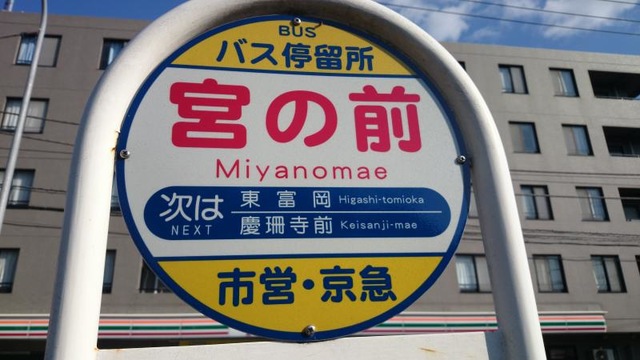 BUS
バス停留所
宮の前
Miyanomae
次は
NEXT
東富岡 Higashi-tomioka
慶珊寺前 Keisanji-mae
市営・京急